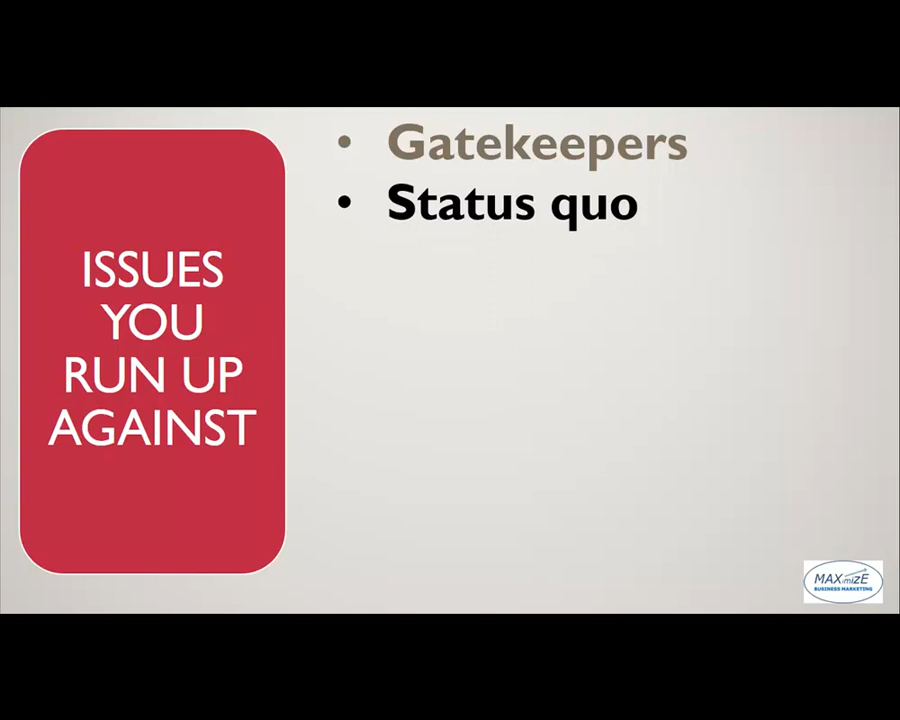 • Gatekeepers
• Status quo
ISSUES
YOU
RUN UP
AGAINST
MAXimizE
BUSINESS MARKETING